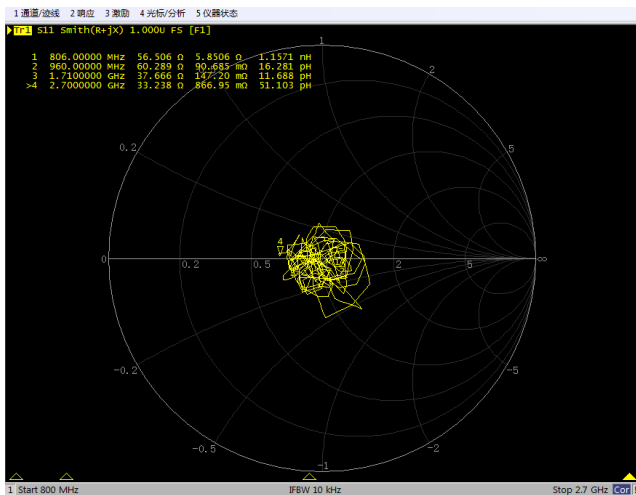 1 通道/迹线 2 响应 3 激励 4 光标/分析 5 仪器状态
Tr1 S11 Smith(R+jX) 1.000U FS [F1]
1 806.00000 MHz 56.506 Ω 5.8506 Ω 1.1571 nH
2 960.00000 MHz 60.289 Ω 90.685 mΩ 16.281 pH
3 1.7100000 GHz 37.666 Ω 147.20 mΩ 11.688 pH
>4 2.7000000 GHz 33.238 Ω 866.95 mΩ 51.103 pH
1
2
0.2
5
4
0 0.2 0.5 2 5 ∞
-0.2
-5
-0.5
-2
-1
1 Start 800 MHz IFBW 10 kHz Stop 2.7 GHz Cor